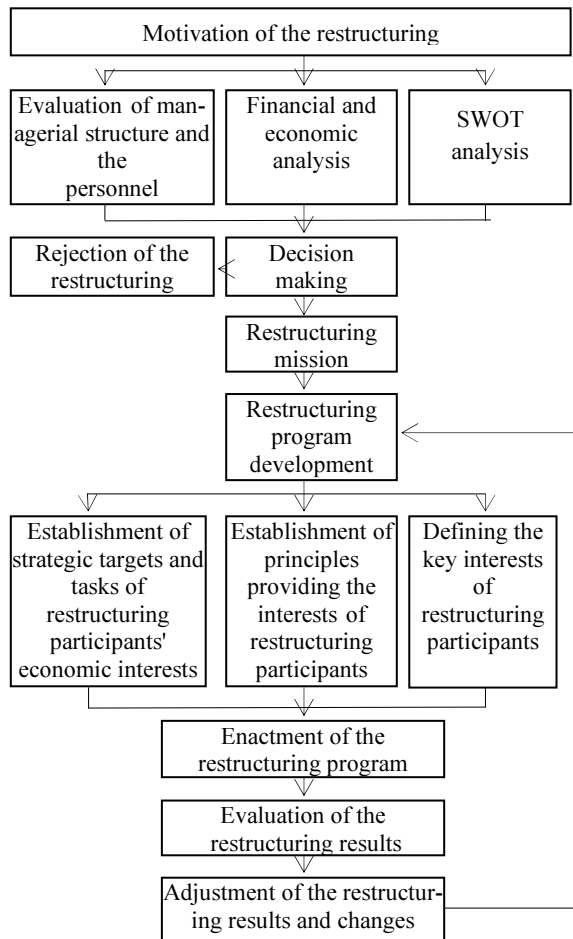 Motivation of the restructuring
Evaluation of man-
agerial structure and
the
personnel
Financial and
economic
analysis
SWOT
analysis
Rejection of the
restructuring
Decision
making
Restructuring
mission
Restructuring
program
development
Establishment of
strategic targets and
tasks of
restructuring
participants'
economic interests
Establishment of
principles
providing the
interests of
restructuring
participants
Defining the
key interests
of
restructuring
participants
Enactment of the
restructuring program
Evaluation of the
restructuring results
Adjustment of the restructur-
ing results and changes